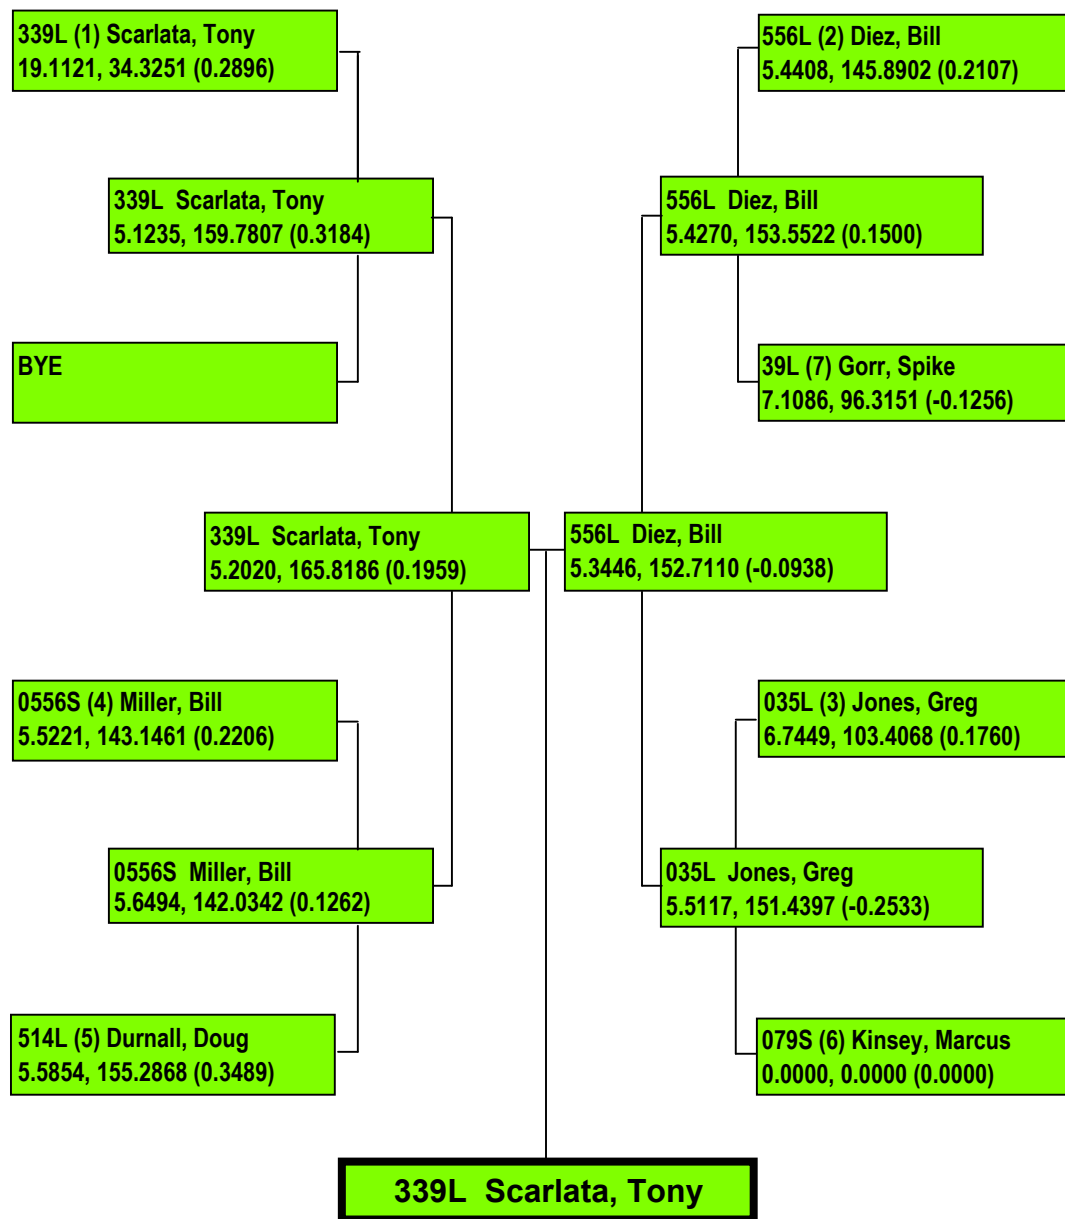 339L (1) Scarlata, Tony
19.1121, 34.3251 (0.2896)
556L (2) Diez, Bill
5.4408, 145.8902 (0.2107)
339L Scarlata, Tony
5.1235, 159.7807 (0.3184)
556L Diez, Bill
5.4270, 153.5522 (0.1500)
BYE
39L (7) Gorr, Spike
7.1086, 96.3151 (-0.1256)
339L Scarlata, Tony
5.2020, 165.8186 (0.1959)
556L Diez, Bill
5.3446, 152.7110 (-0.0938)
0556S (4) Miller, Bill
5.5221, 143.1461 (0.2206)
035L (3) Jones, Greg
6.7449, 103.4068 (0.1760)
0556S Miller, Bill
5.6494, 142.0342 (0.1262)
035L Jones, Greg
5.5117, 151.4397 (-0.2533)
514L (5) Durnall, Doug
5.5854, 155.2868 (0.3489)
079S (6) Kinsey, Marcus
0.0000, 0.0000 (0.0000)
339L Scarlata, Tony